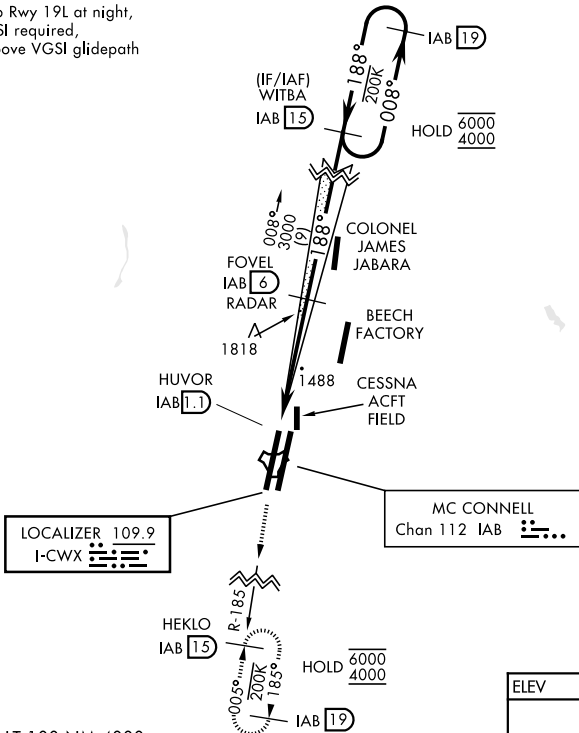 o Rwy 19L at night,
SI required,
ove VGSI glidepath
IAB 19
188°
200K
008°
(IF/IAF)
WITBA
IAB 15
HOLD 6000
4000
008°
3000
(9)
188°
COLONEL
JAMES
JABARA
FOVEL
IAB 6
RADAR
BEECH
FACTORY
1818
1488
HUVOR
IAB 1.1
CESSNA
ACFT
FIELD
LOCALIZER 109.9
I-CWX
MC CONNELL
Chan 112 IAB
R-185
HEKLO
IAB 15
HOLD 6000
4000
005°
200K
185°
IAB 19
ELEV